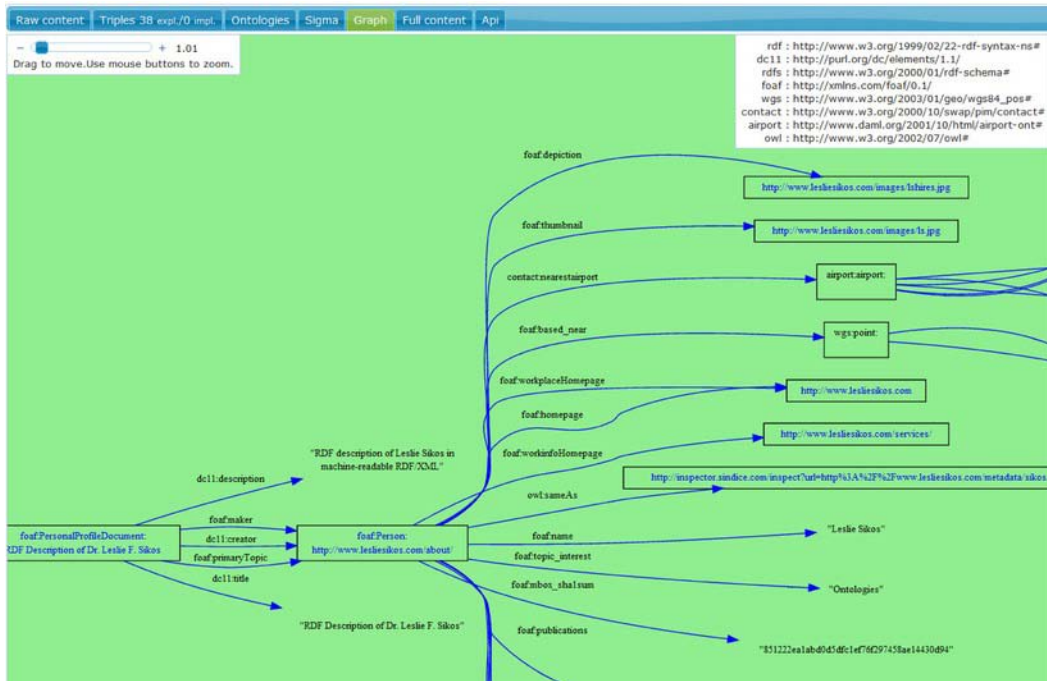 Raw content Triples 38 expl./0 impl. Ontologies Sigma Graph Full content Api
− + 1.01
Drag to move.Use mouse buttons to zoom.
rdf : http://www.w3.org/1999/02/22-rdf-syntax-ns#
dc11 : http://purl.org/dc/elements/1.1/
rdfs : http://www.w3.org/2000/01/rdf-schema#
foaf : http://xmlns.com/foaf/0.1/
wgs : http://www.w3.org/2003/01/geo/wgs84_pos#
contact : http://www.w3.org/2000/10/swap/pim/contact#
airport : http://www.daml.org/2001/10/html/airport-ont#
owl : http://www.w3.org/2002/07/owl#
foaf:depiction
http://www.lesliesikos.com/images/lshires.jpg
foaf:thumbnail
http://www.lesliesikos.com/images/ls.jpg
contact:nearestairport
airport:airport:
foaf:based_near
wgs:point:
foaf:workplaceHomepage
http://www.lesliesikos.com
foaf:homepage
http://www.lesliesikos.com/services/
foaf:workinfoHomepage
"RDF description of Leslie Sikos in
machine-readable RDF/XML"
dc11:description
http://inspector.sindice.com/inspect?url=http%3A%2F%2Fwww.lesliesikos.com/metadata/sikos
owl:sameAs
foaf:maker
foaf:PersonalProfileDocument:
RDF Description of Dr. Leslie F. Sikos
dc11:creator
foaf:primaryTopic
foaf:Person:
http://www.lesliesikos.com/about/
foaf:name
"Leslie Sikos"
foaf:topic_interest
dc11:title
foaf:mbox_sha1sum
"Ontologies"
"RDF Description of Dr. Leslie F. Sikos"
foaf:publications
"851222ea1abd0d5dfc1ef76f297458ae14430d94"